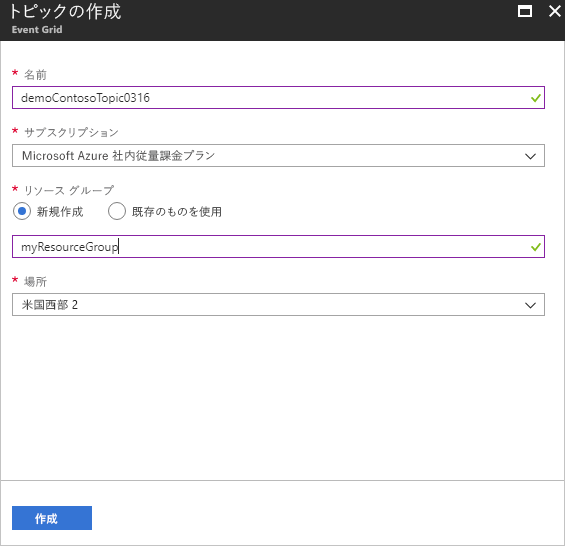 トピックの作成
Event Grid
* 名前
demoContosoTopic0316
* サブスクリプション
Microsoft Azure 社内従量課金プラン
* リソース グループ
新規作成 既存のものを使用
myResourceGroup
* 場所
米国西部 2
作成